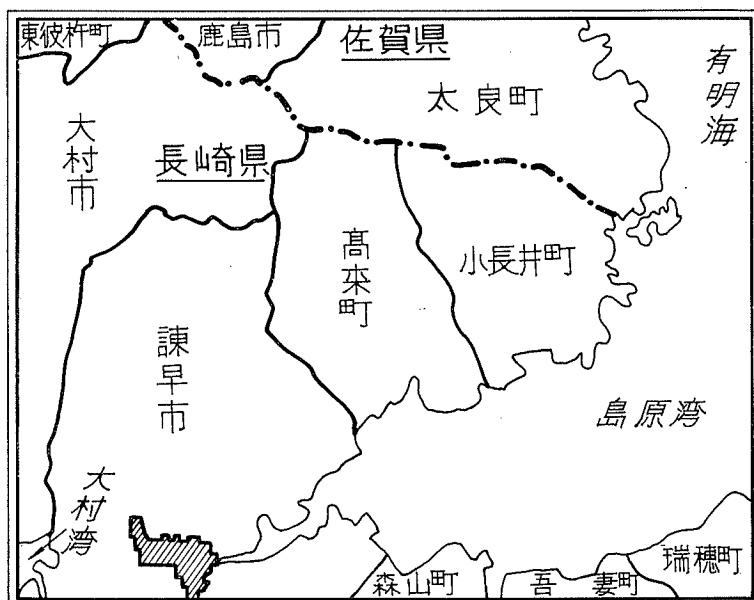 東彼杵町
鹿島市
佐賀県
有明海
太良町
大村市
長崎県
高来町
小長井町
諫早市
島原湾
大村湾
森山町
吾妻町
瑞穂町